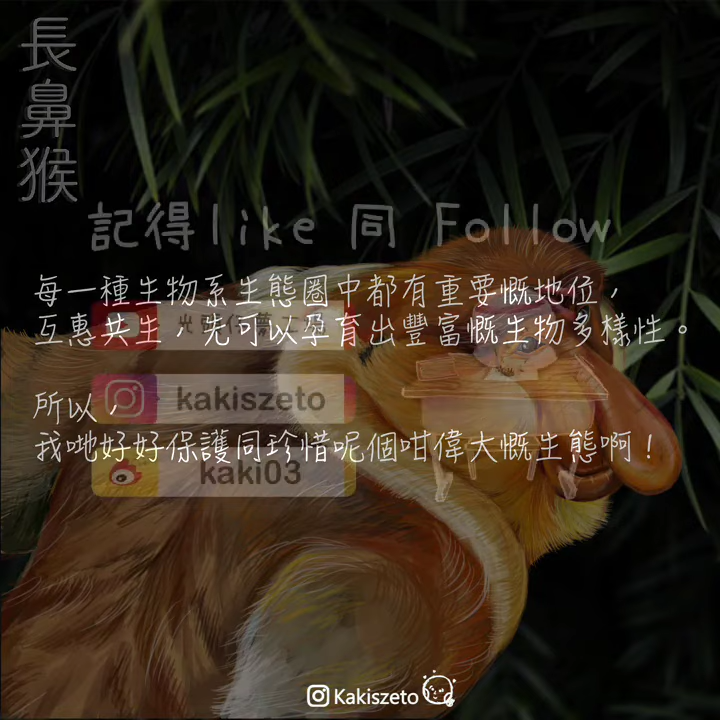 長鼻猴
記得like 同 Follow
每一種生物系生態圈中都有重要慨地位，
互惠共生，先可以孕育出豐富慨生物多樣性。
所以，
kakiszeto
我哋好好保護同珍惜呢個咁偉大慨生態啊！
kaki03
Kakiszeto